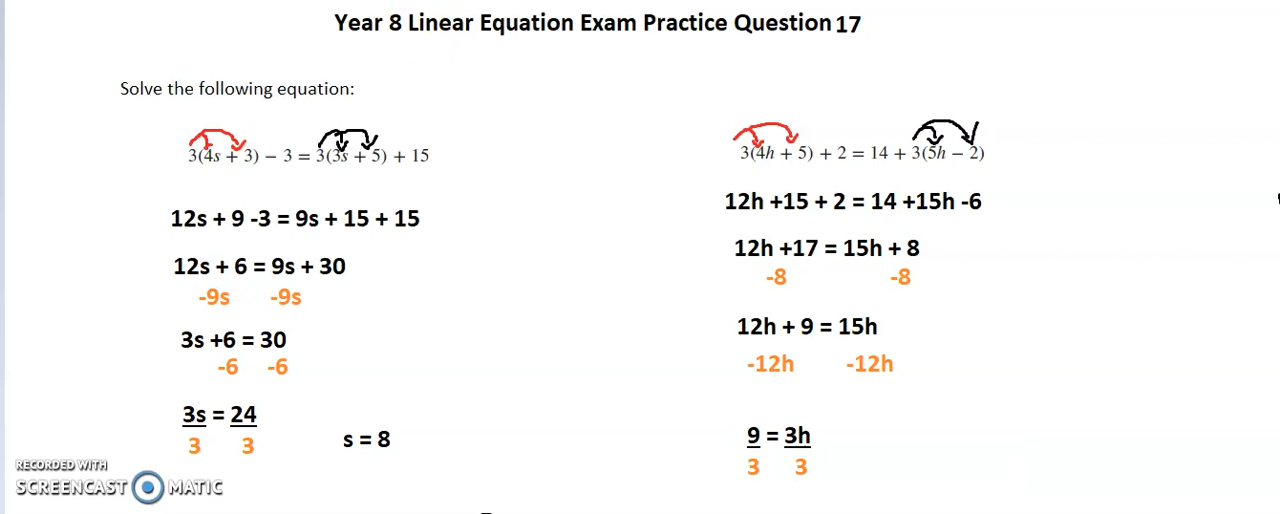 Year 8 Linear Equation Exam Practice Question 17
Solve the following equation:
3(4s + 3) − 3 = 3(3s + 5) + 15
12s + 9 -3 = 9s + 15 + 15
12s + 6 = 9s + 30
-9s -9s
3s +6 = 30
-6 -6
3s = 24
3 3
s = 8
3(4h + 5) + 2 = 14 + 3(5h − 2)
12h +15 + 2 = 14 +15h -6
12h +17 = 15h + 8
-8 -8
12h + 9 = 15h
-12h -12h
9 = 3h
3 3
RECORDED WITH
SCREENCAST MATIC